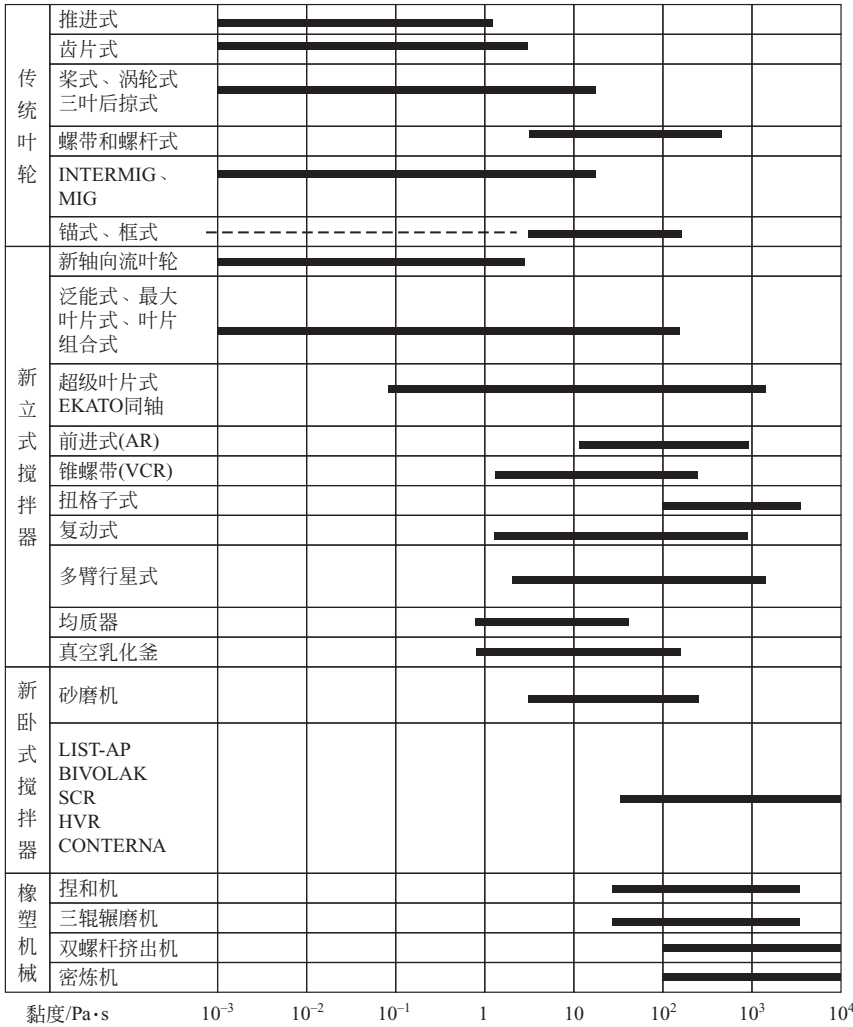 传统叶轮
推进式
齿片式
桨式、涡轮式
三叶后掠式
螺带和螺杆式
INTERMIG、
MIG
锚式、框式
新立式搅拌器
新轴向流叶轮
泛能式、最大
叶片式、叶片
组合式
超级叶片式
EKATO同轴
前进式(AR)
锥螺带(VCR)
扭格子式
复动式
多臂行星式
均质器
真空乳化釜
新卧式搅拌器
砂磨机
LIST-AP
BIVOLAK
SCR
HVR
CONTERNA
橡塑机械
捏和机
三辊辗磨机
双螺杆挤出机
密炼机
黏度/Pa·s 10⁻³ 10⁻² 10⁻¹ 1 10 10² 10³ 10⁴